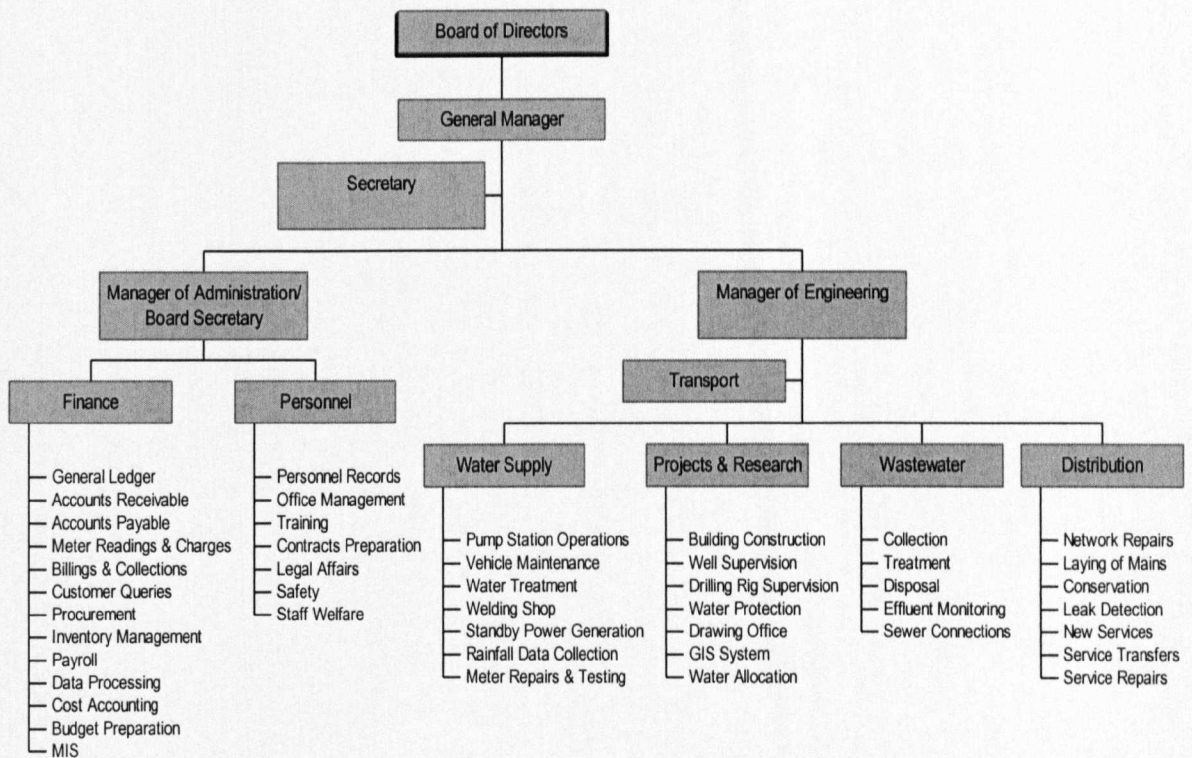 Board of Directors
General Manager
Secretary
Manager of Administration/
Board Secretary
Manager of Engineering
Transport
Finance
Personnel
Water Supply
Projects & Research
Wastewater
Distribution
General Ledger
Accounts Receivable
Accounts Payable
Meter Readings & Charges
Billings & Collections
Customer Queries
Procurement
Inventory Management
Payroll
Data Processing
Cost Accounting
Budget Preparation
MIS
Personnel Records
Office Management
Training
Contracts Preparation
Legal Affairs
Safety
Staff Welfare
Pump Station Operations
Vehicle Maintenance
Water Treatment
Welding Shop
Standby Power Generation
Rainfall Data Collection
Meter Repairs & Testing
Building Construction
Well Supervision
Drilling Rig Supervision
Water Protection
Drawing Office
GIS System
Water Allocation
Collection
Treatment
Disposal
Effluent Monitoring
Sewer Connections
Network Repairs
Laying of Mains
Conservation
Leak Detection
New Services
Service Transfers
Service Repairs